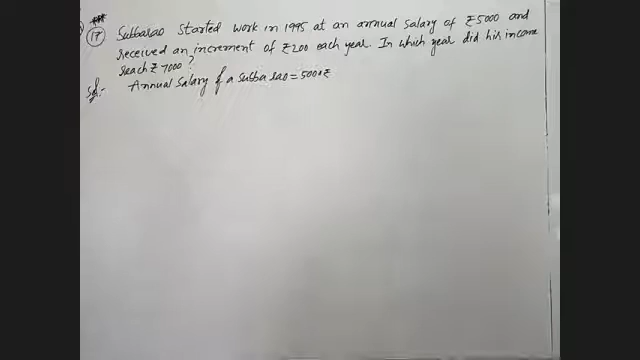 17 Subbarao started work in 1995 at an annual salary of ₹5000 and
received an increment of ₹200 each year. In which year did his income
reach ₹7000?
Sol:- Annual salary of a Subba rao = 5000₹